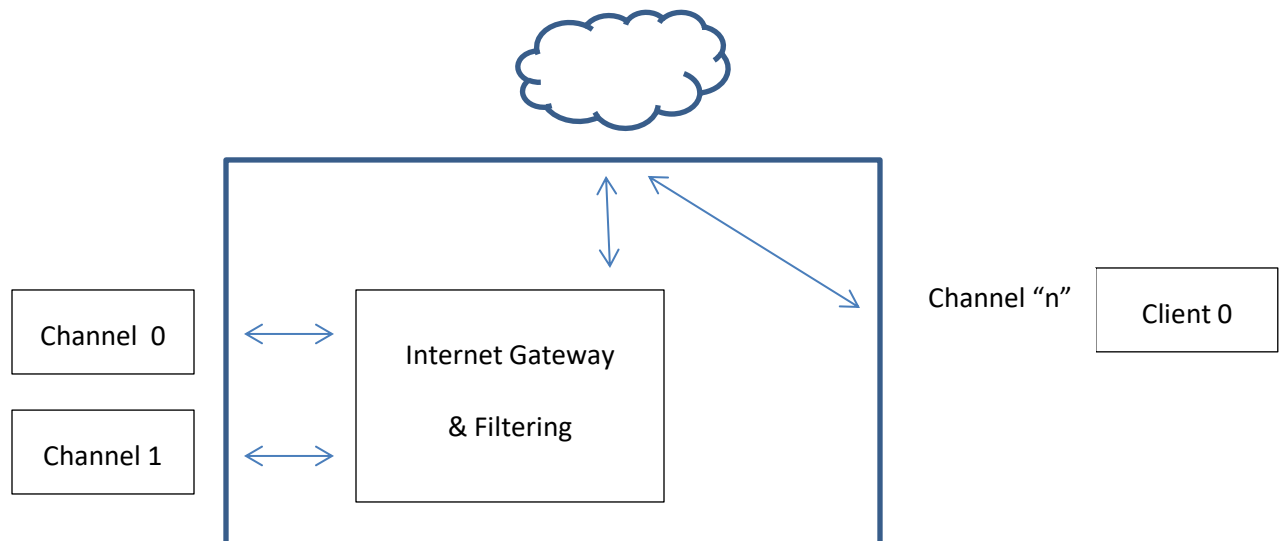 Channel 0
Channel 1
Internet Gateway
& Filtering
Channel “n”
Client 0